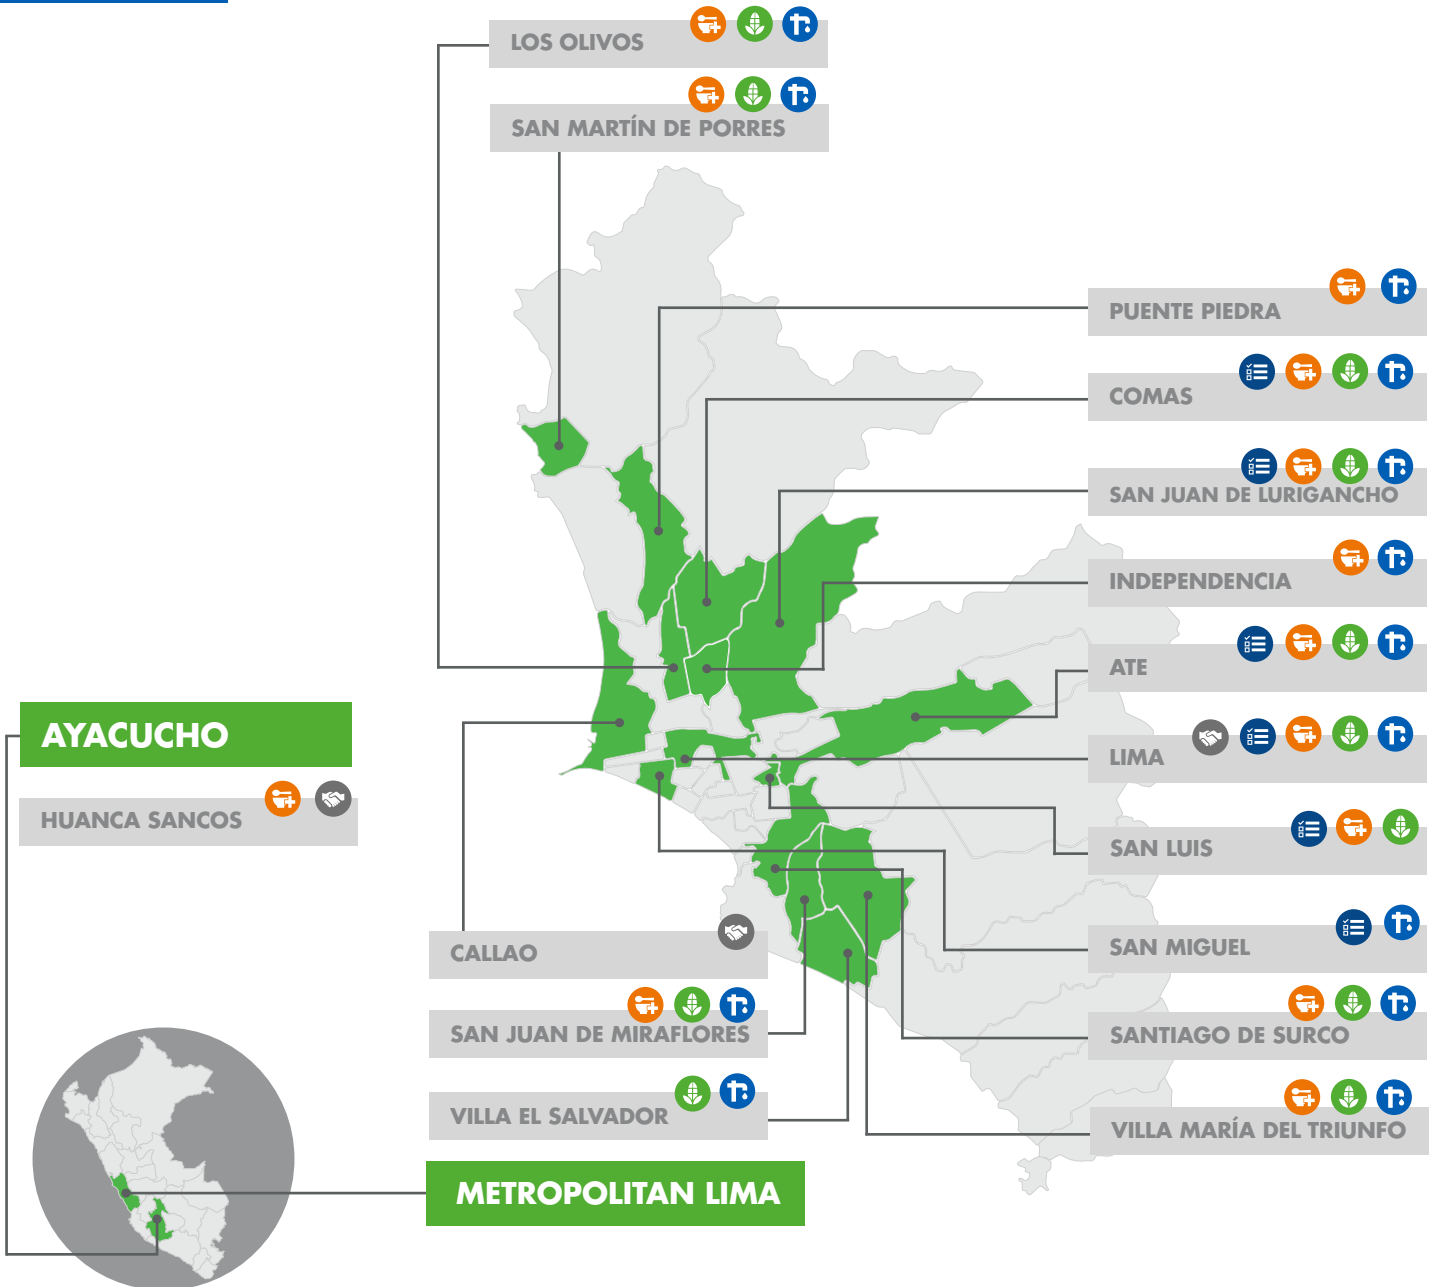 LOS OLIVOS
SAN MARTÍN DE PORRES
PUENTE PIEDRA
COMAS
SAN JUAN DE LURIGANCHO
INDEPENDENCIA
ATE
LIMA
SAN LUIS
SAN MIGUEL
SANTIAGO DE SURCO
VILLA MARÍA DEL TRIUNFO
AYACUCHO
HUANCA SANCOS
CALLAO
SAN JUAN DE MIRAFLORES
VILLA EL SALVADOR
METROPOLITAN LIMA